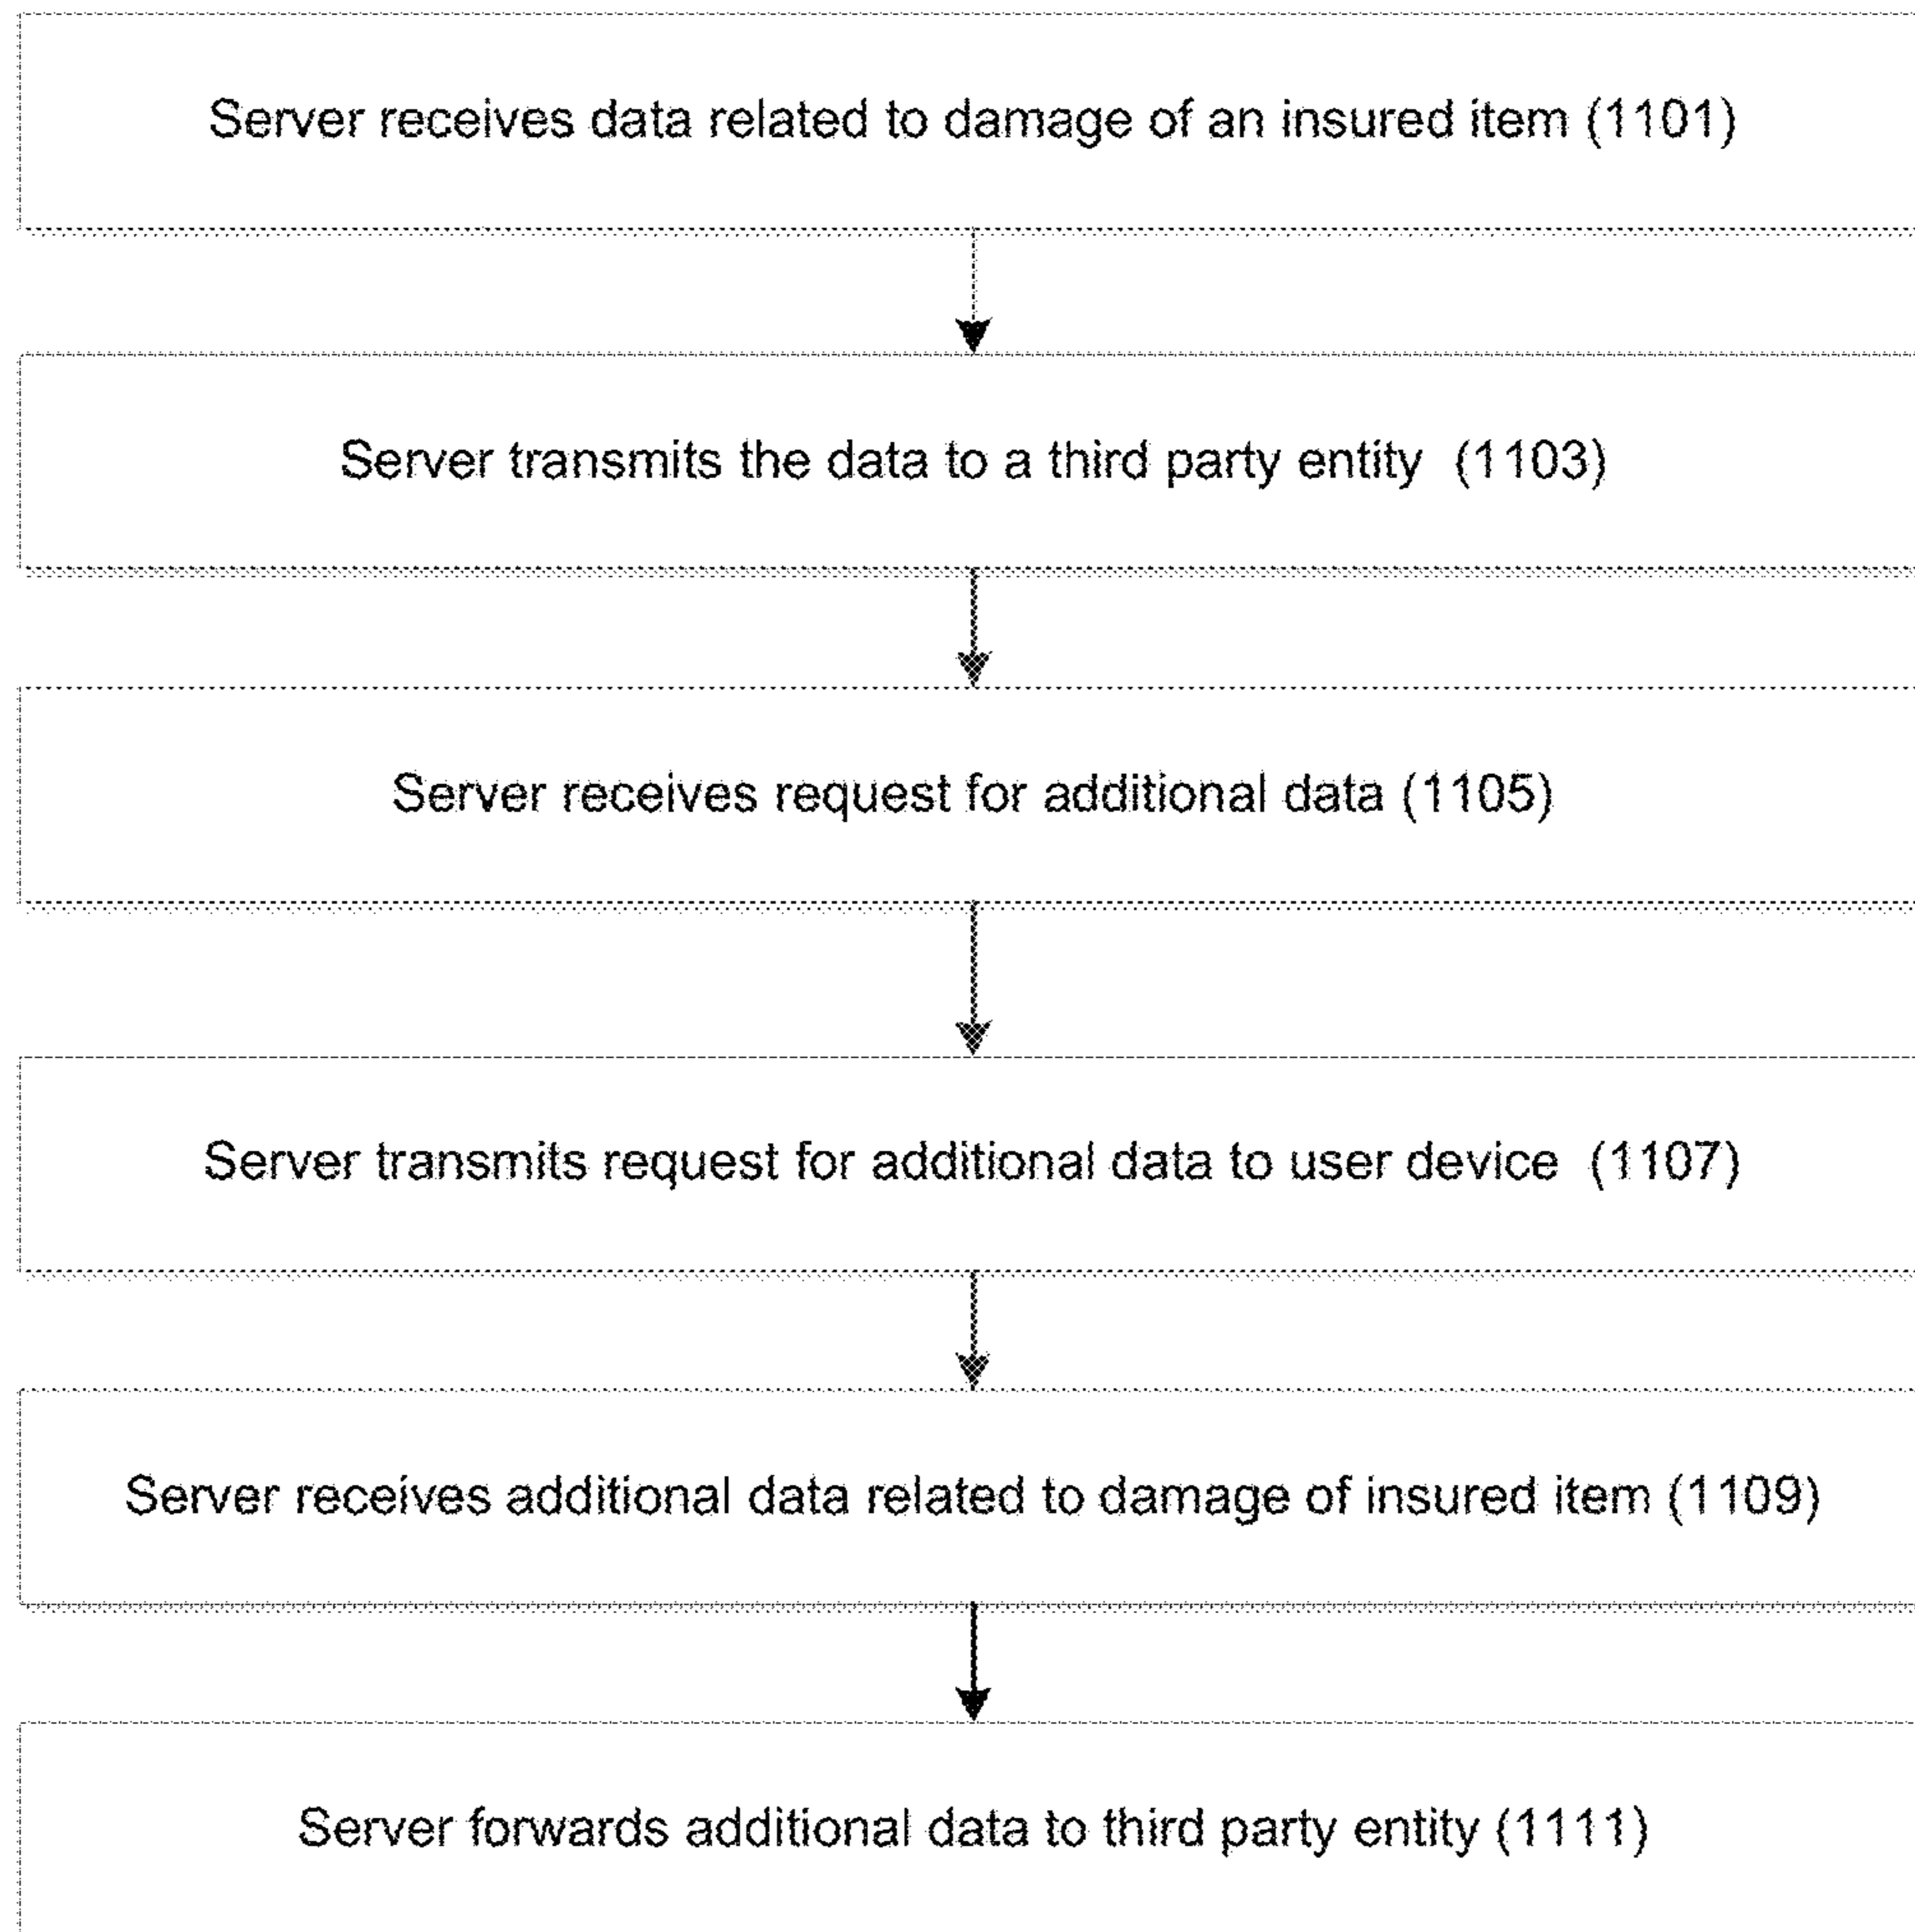 Server receives data related to damage of an insured item (1101)
Server transmits the data to a third party entity (1103)
Server receives request for additional data (1105)
Server transmits request for additional data to user device (1107)
Server receives additional data related to damage of insured item (1109)
Server forwards additional data to third party entity (1111)